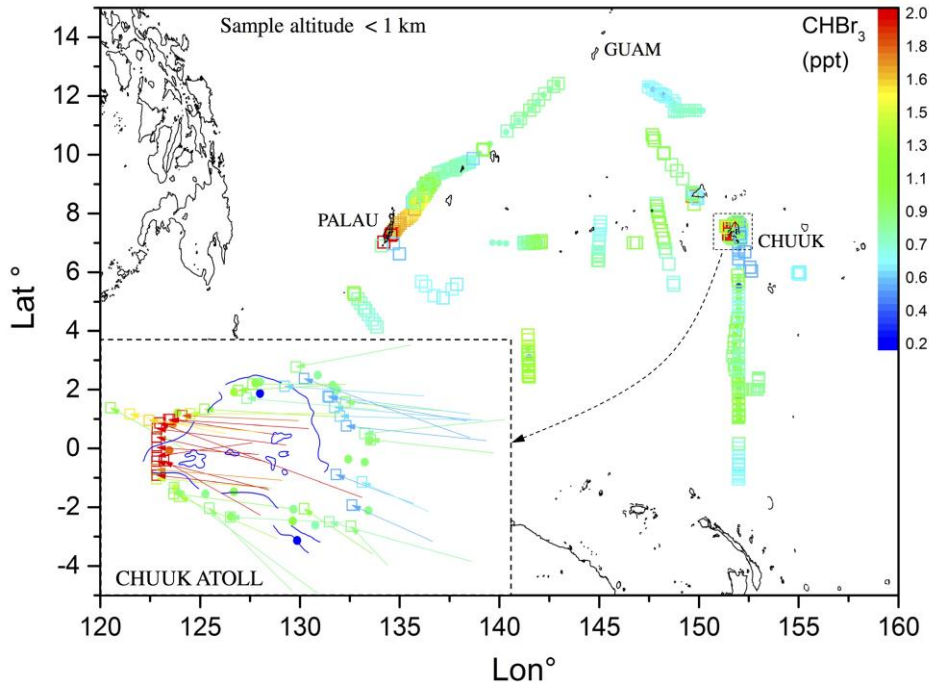 Sample altitude < 1 km
CHBr₃
(ppt)
GUAM
PALAU
CHUUK
CHUUK ATOLL
14
12
10
8
6
4
2
0
-2
-4
Lat°
120 125 130 135 140 145 150 155 160
Lon°
2.0
1.8
1.6
1.5
1.3
1.1
0.9
0.7
0.6
0.4
0.2